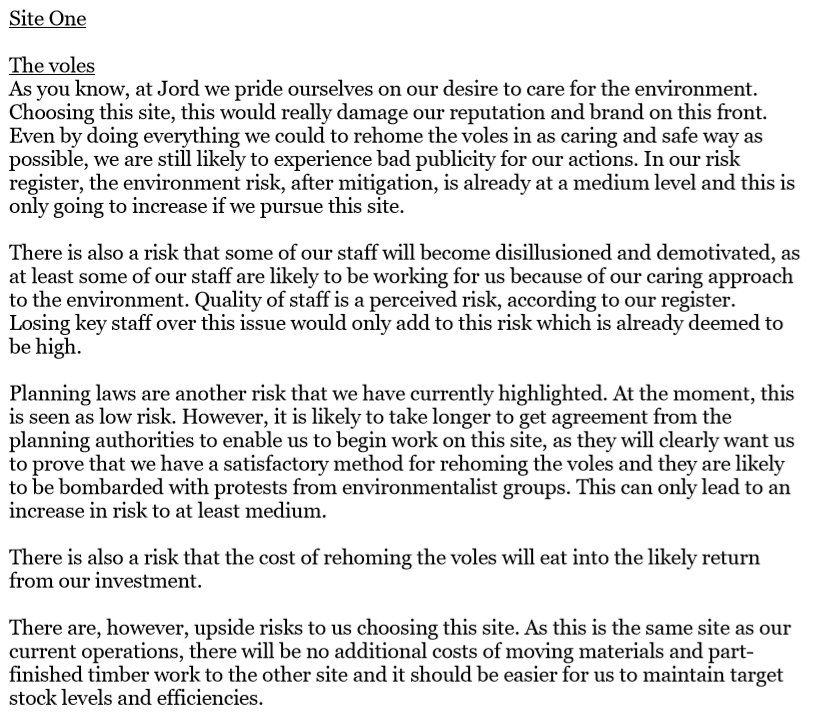 Site One
The voles
As you know, at Jord we pride ourselves on our desire to care for the environment.
Choosing this site, this would really damage our reputation and brand on this front.
Even by doing everything we could to rehome the voles in as caring and safe way as
possible, we are still likely to experience bad publicity for our actions. In our risk
register, the environment risk, after mitigation, is already at a medium level and this is
only going to increase if we pursue this site.
There is also a risk that some of our staff will become disillusioned and demotivated, as
at least some of our staff are likely to be working for us because of our caring approach
to the environment. Quality of staff is a perceived risk, according to our register.
Losing key staff over this issue would only add to this risk which is already deemed to
be high.
Planning laws are another risk that we have currently highlighted. At the moment, this
is seen as low risk. However, it is likely to take longer to get agreement from the
planning authorities to enable us to begin work on this site, as they will clearly want us
to prove that we have a satisfactory method for rehoming the voles and they are likely
to be bombarded with protests from environmentalist groups. This can only lead to an
increase in risk to at least medium.
There is also a risk that the cost of rehoming the voles will eat into the likely return
from our investment.
There are, however, upside risks to us choosing this site. As this is the same site as our
current operations, there will be no additional costs of moving materials and part-
finished timber work to the other site and it should be easier for us to maintain target
stock levels and efficiencies.